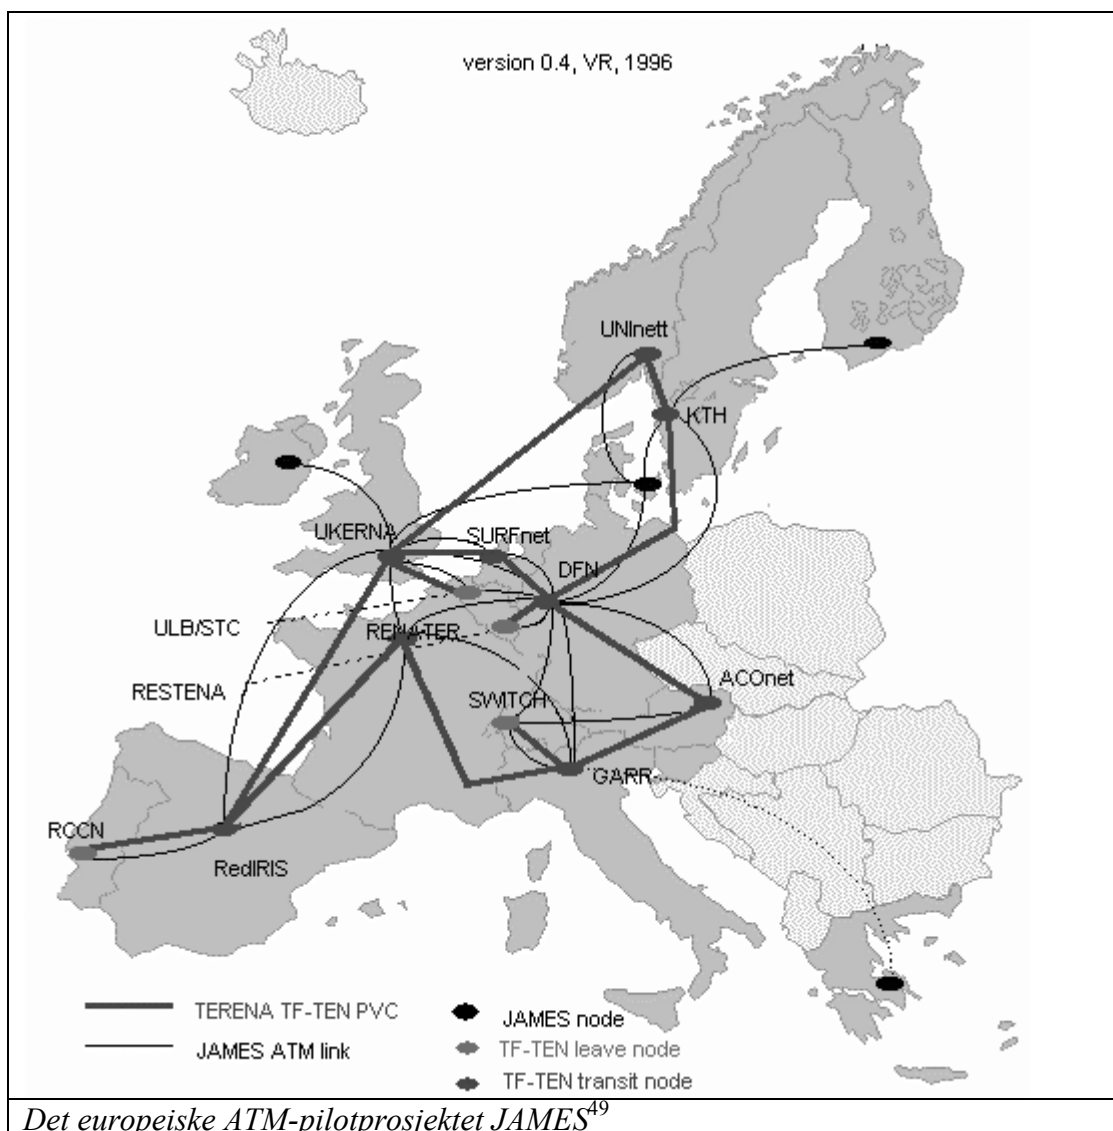 version 0.4, VR, 1996
UNInett
KTH
UKERNA
SURFnet
DFN
ULB/STC
RENATER
RESTENA
ACOnet
SWITCH
GARR
RCCN
RedIRIS
TERENA TF-TEN PVC
JAMES ATM link
JAMES node
TF-TEN leave node
TF-TEN transit node
Det europeiske ATM-pilotprosjektet JAMES49